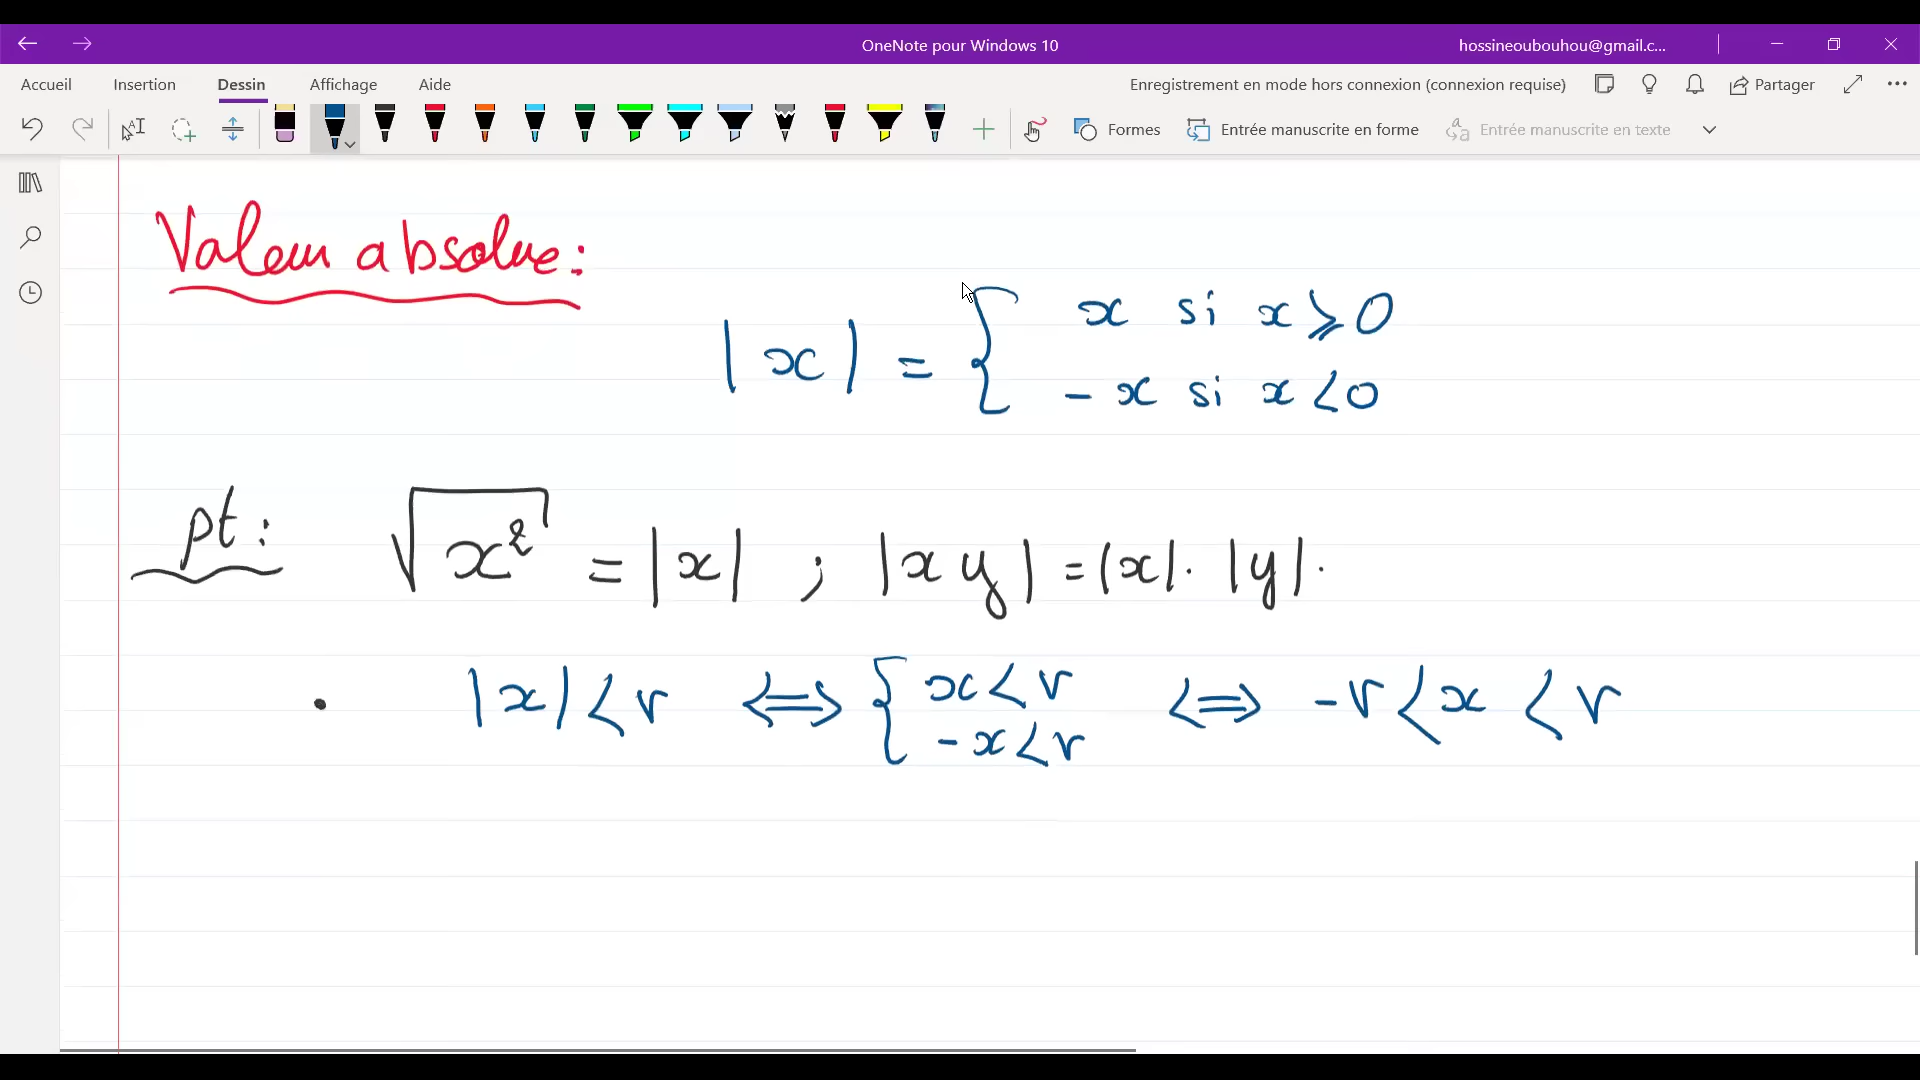 OneNote pour Windows 10
hossineoubouhou@gmail.c...
Accueil Insertion Dessin Affichage Aide
Enregistrement en mode hors connexion (connexion requise) Partager
Formes Entrée manuscrite en forme Entrée manuscrite en texte
Valeur absolue :
|x| = { x si x ⩾ 0
- x si x < 0
pt : √x² = |x| ; |xy| = |x| · |y| .
• |x| < r ⟺ { x < r ⟺ -r < x < r
- x < r